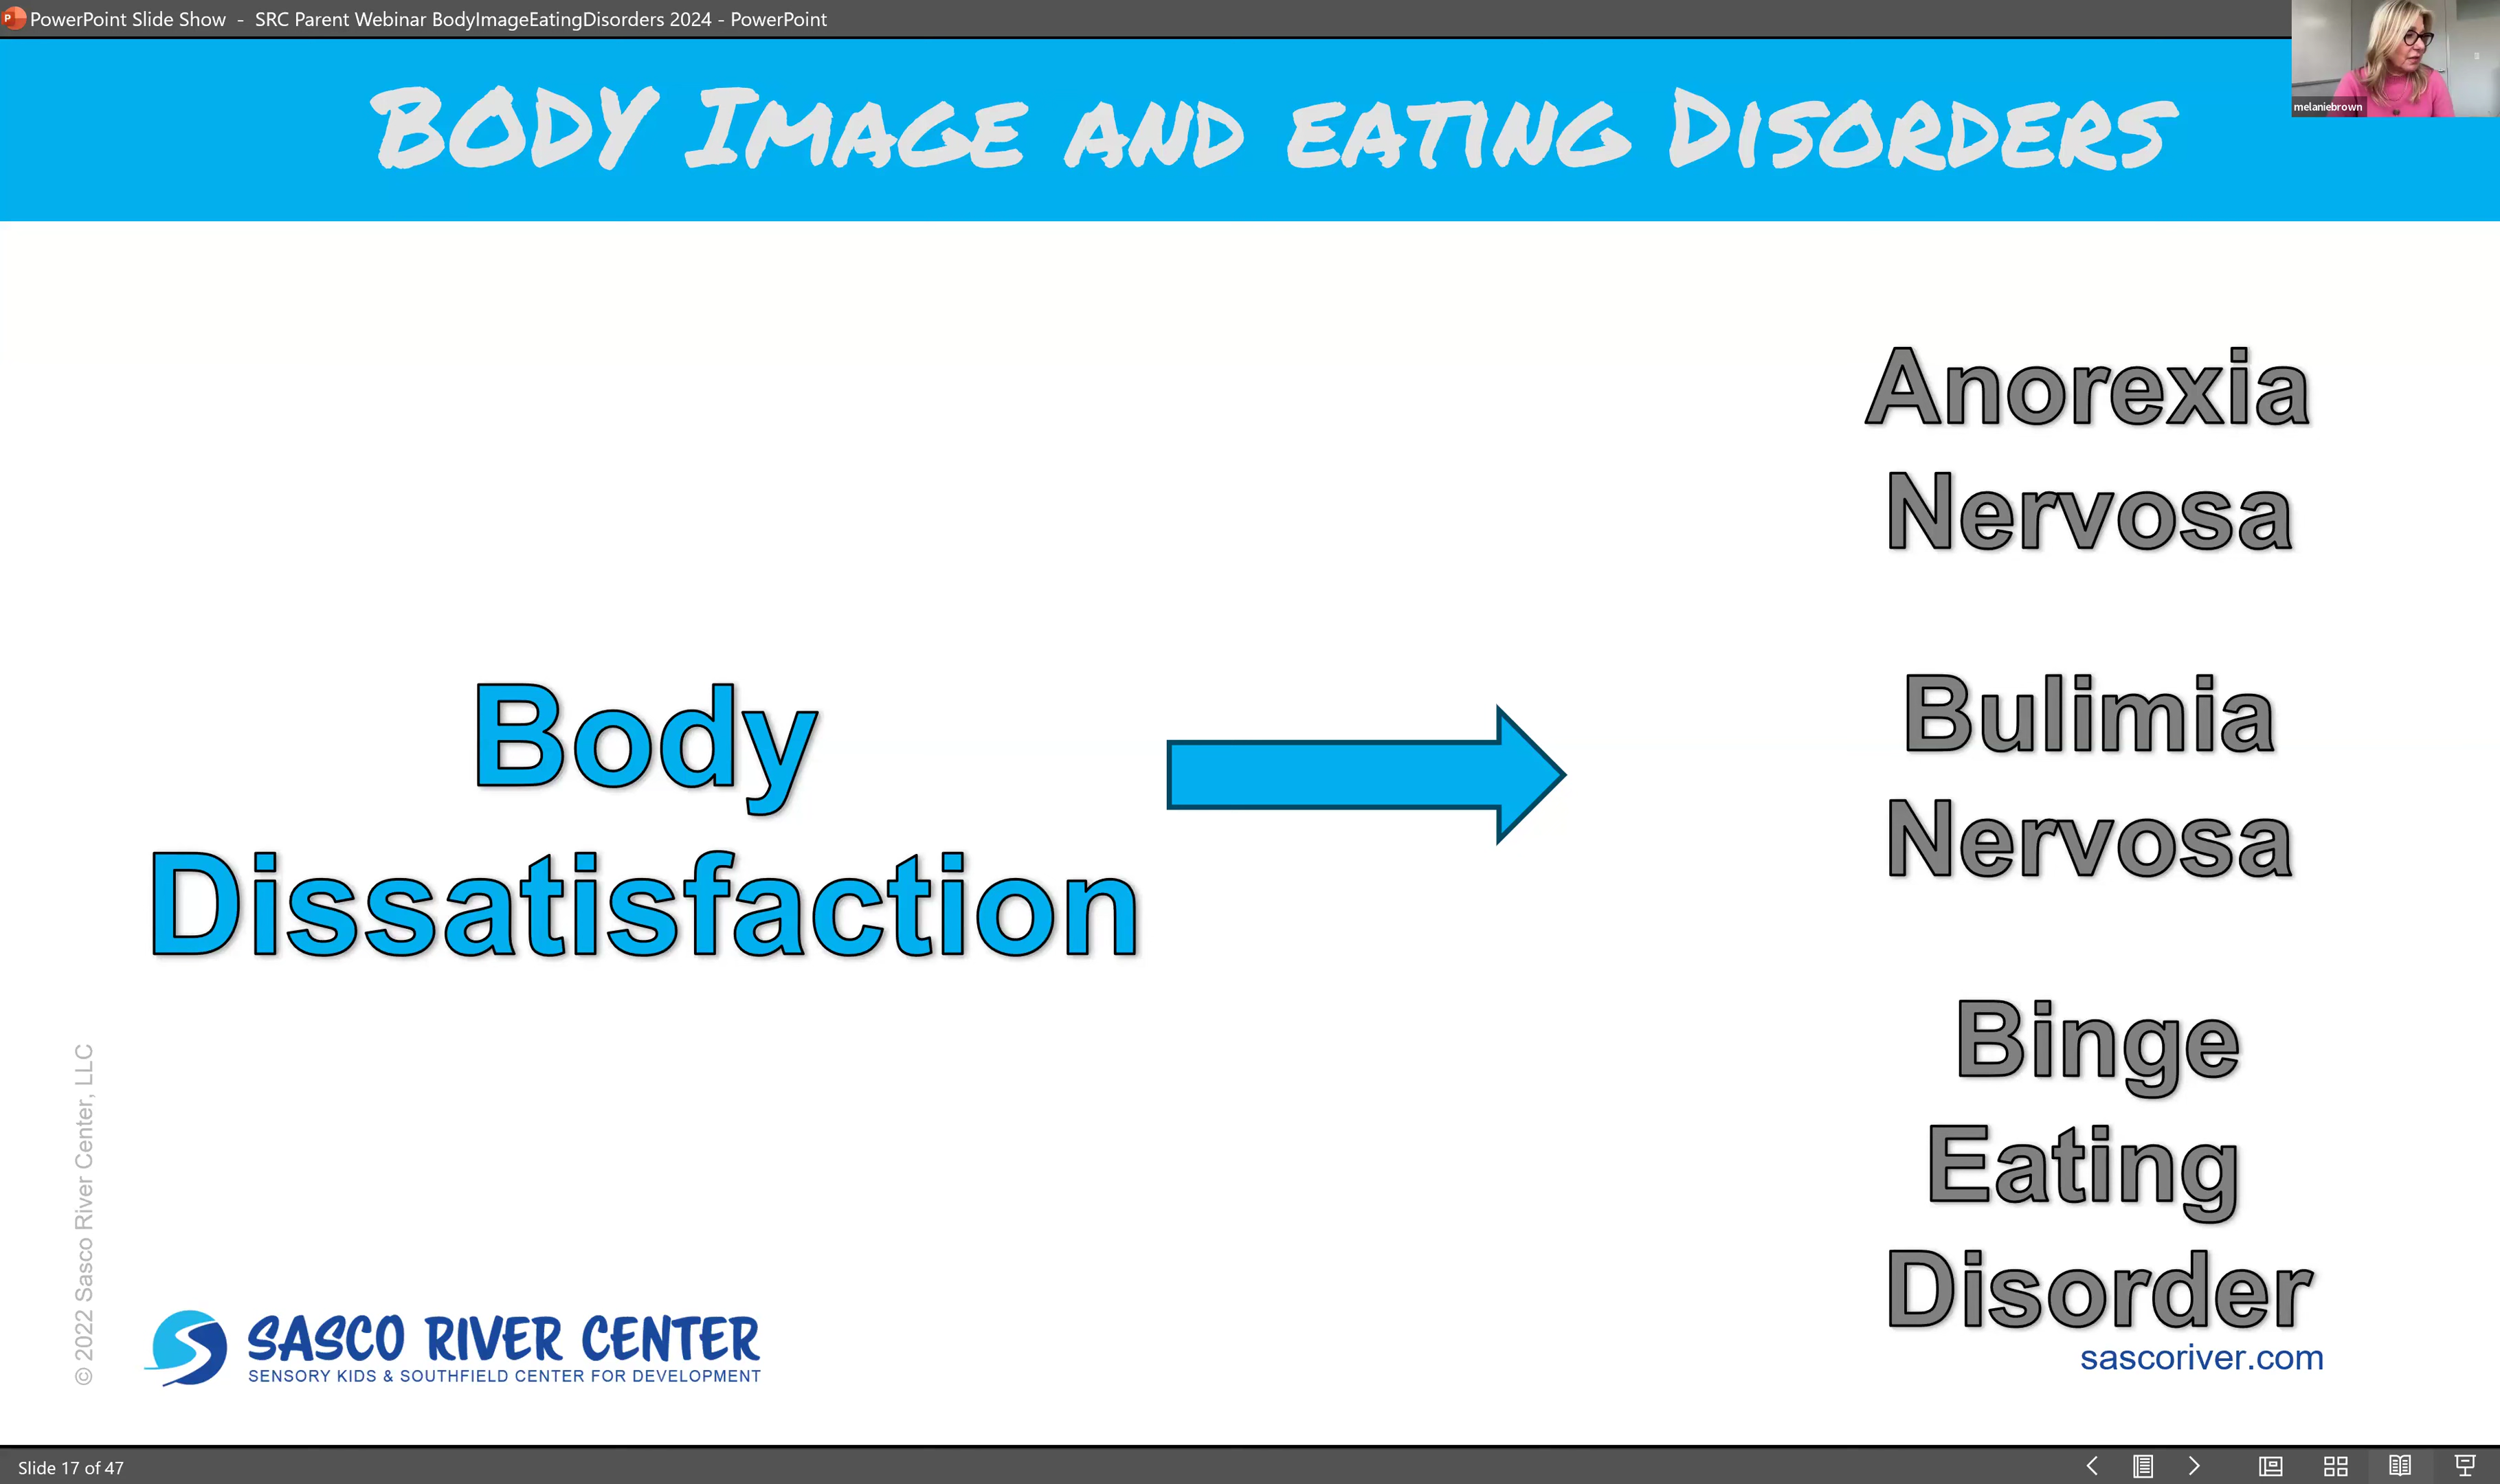 PowerPoint Slide Show - SRC Parent Webinar BodyImageEatingDisorders 2024 - PowerPoint
melaniebrown
BODY IMAGE AND EATING DISORDERS
Body
Dissatisfaction
Anorexia
Nervosa
Bulimia
Nervosa
Binge
Eating
Disorder
© 2022 Sasco River Center, LLC
SASCO RIVER CENTER
SENSORY KIDS & SOUTHFIELD CENTER FOR DEVELOPMENT
sascoriver.com
Slide 17 of 47